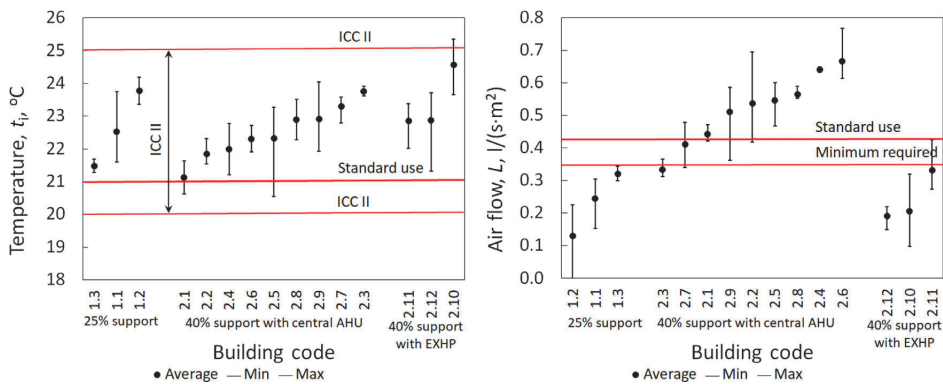 26
25
24
23
22
21
20
19
18
Temperature, tᵢ, °C
ICC II
ICC II
Standard use
ICC II
1.3
1.1
1.2
2.1
2.2
2.4
2.6
2.5
2.8
2.9
2.7
2.3
2.11
2.12
2.10
25% support
40% support with central AHU
40% support
with EXHP
Building code
● Average — Min — Max
0.8
0.7
0.6
0.5
0.4
0.3
0.2
0.1
0.0
Air flow, L, l/(s·m²)
Standard use
Minimum required
1.2
1.1
1.3
2.3
2.7
2.1
2.9
2.2
2.5
2.8
2.4
2.6
2.12
2.10
2.11
25% support
40% support with central AHU
40% support
with EXHP
Building code
● Average — Min — Max